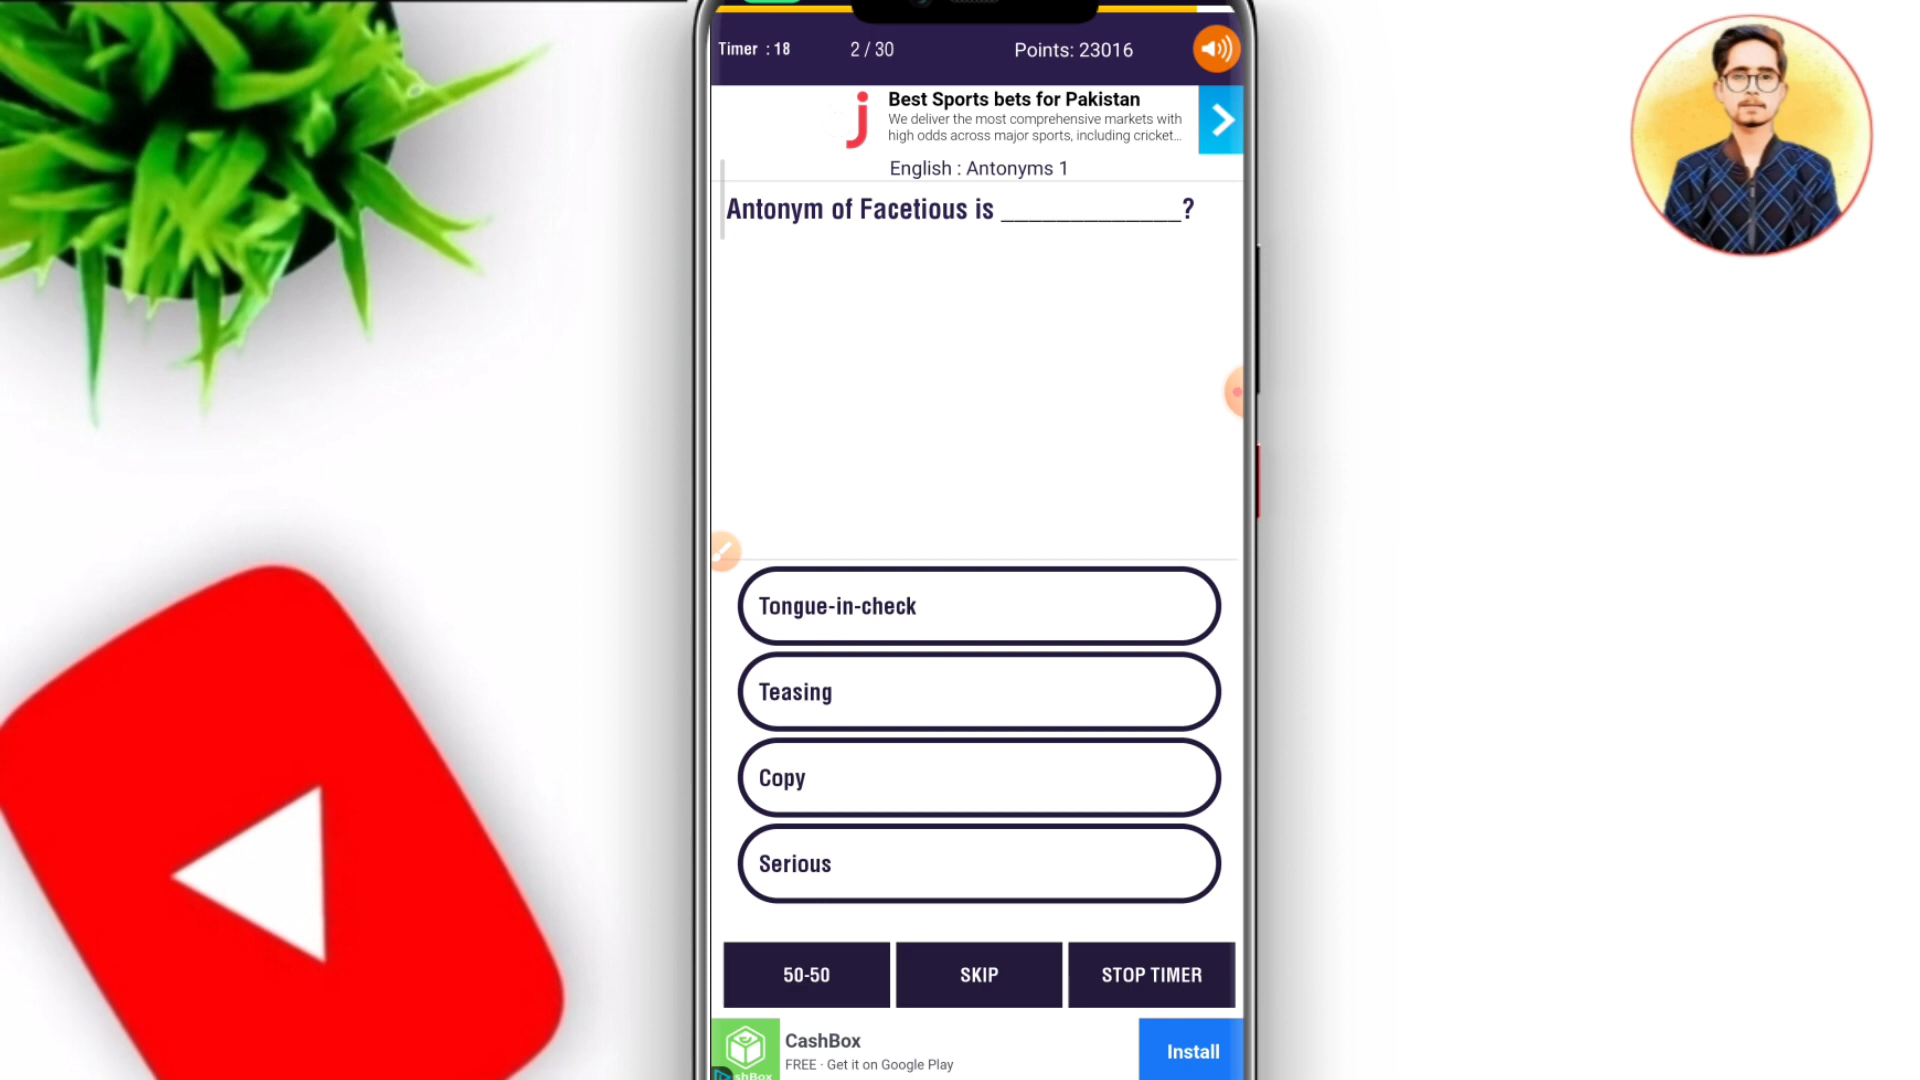 Timer : 18
2 / 30
Points: 23016
j
Best Sports bets for Pakistan
We deliver the most comprehensive markets with
high odds across major sports, including cricket...
English : Antonyms 1
Antonym of Facetious is _____________?
Tongue-in-check
Teasing
Copy
Serious
50-50
SKIP
STOP TIMER
CashBox
FREE · Get it on Google Play
Install
shBox